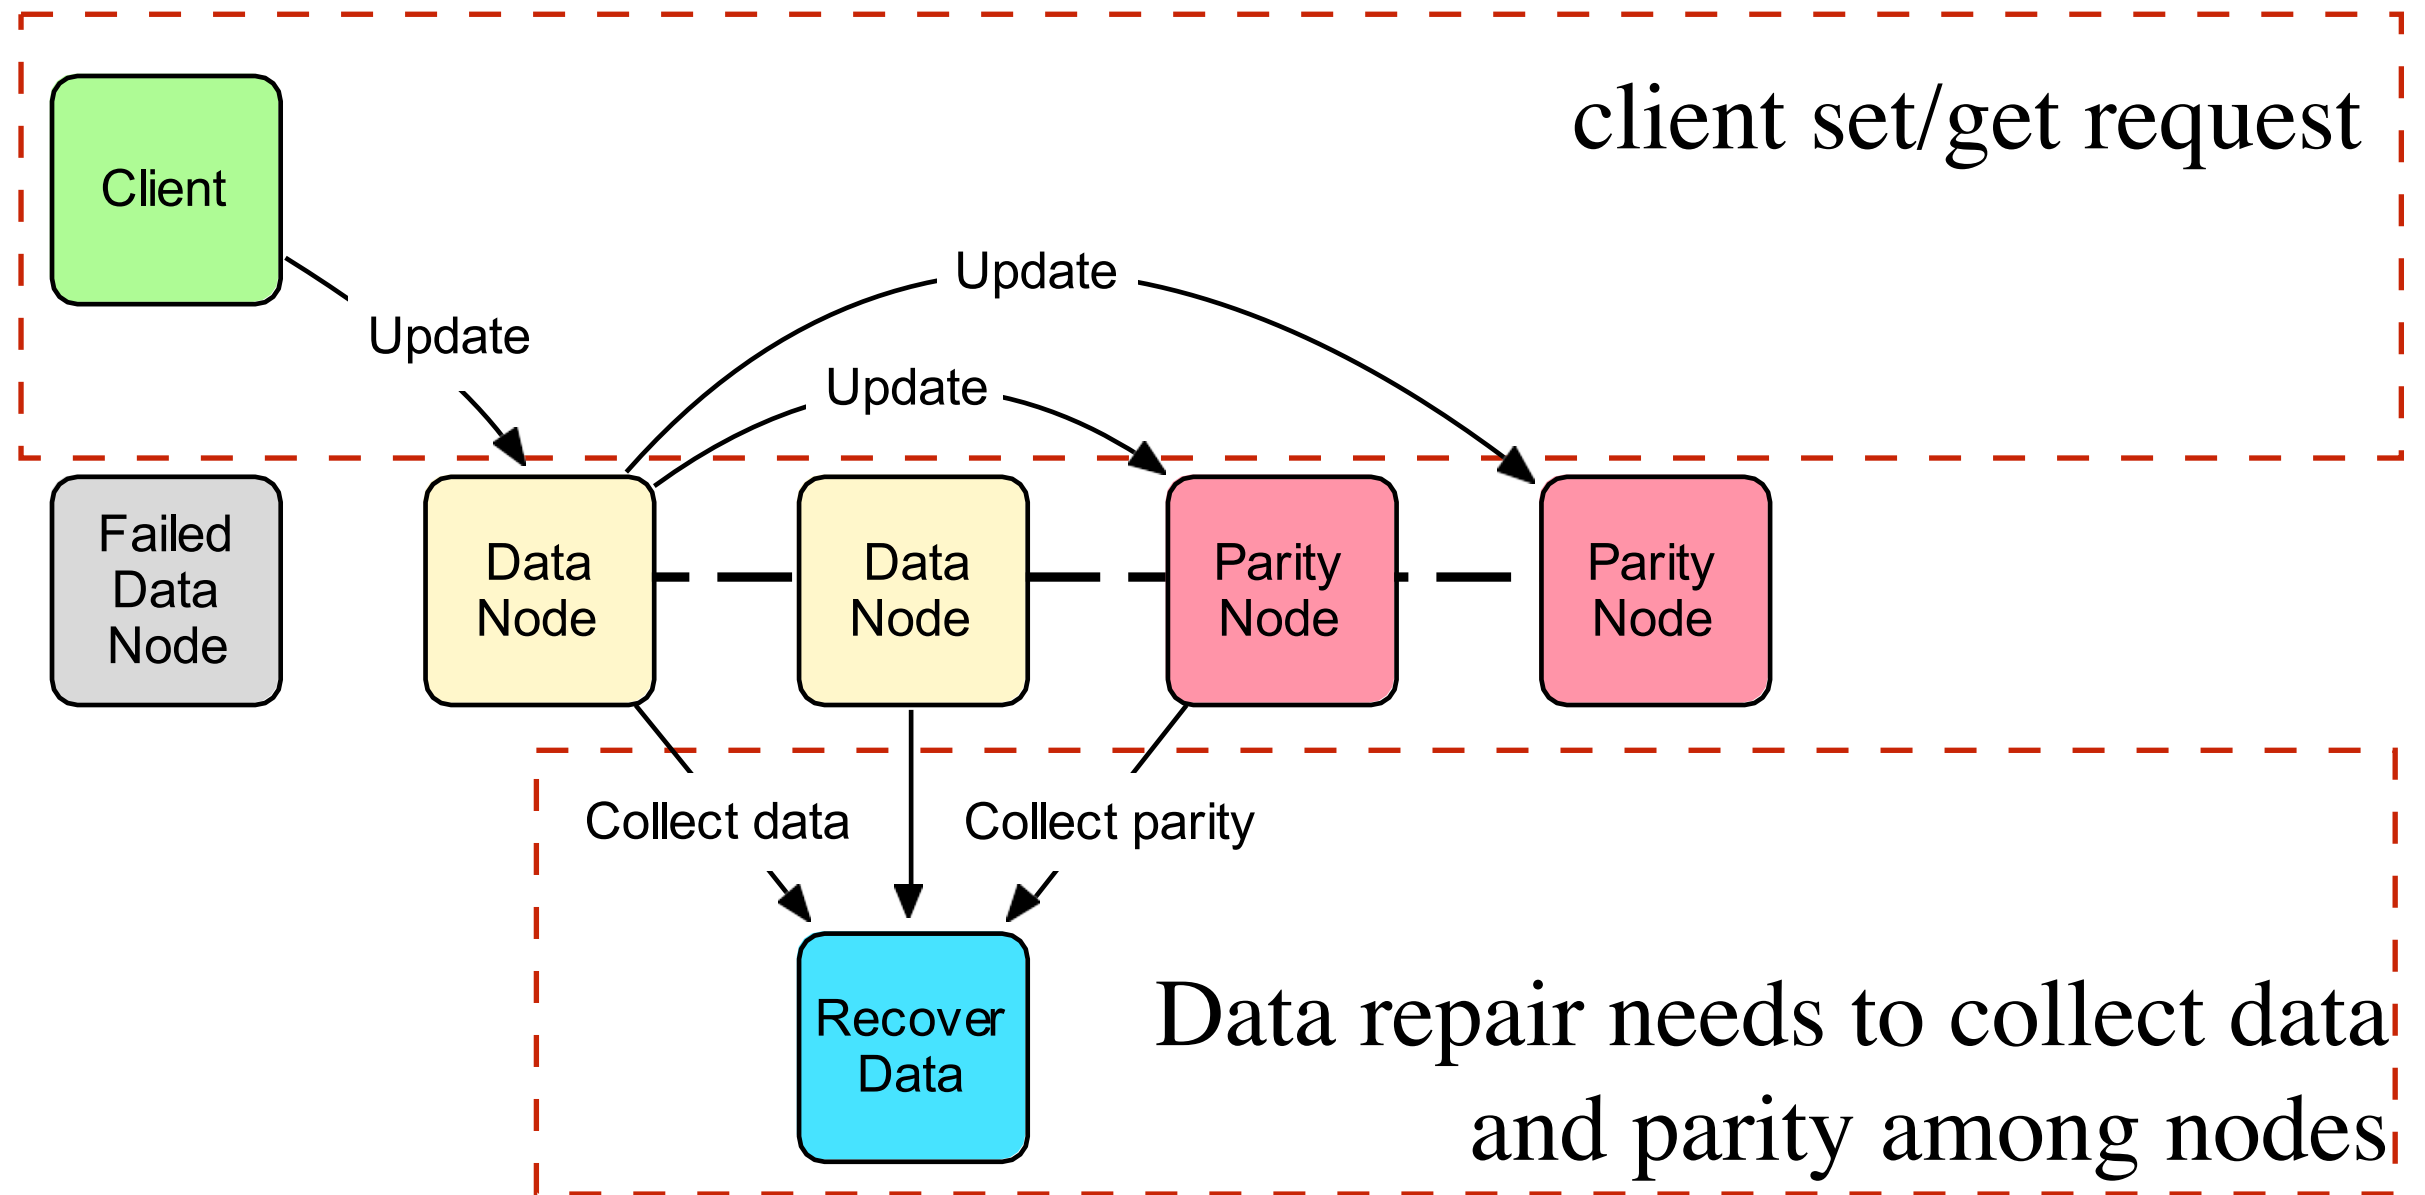 client set/get request
Client
Update
Update
Update
Failed
Data
Node
Data
Node
Data
Node
Parity
Node
Parity
Node
Collect data
Collect parity
Recover
Data
Data repair needs to collect data
and parity among nodes